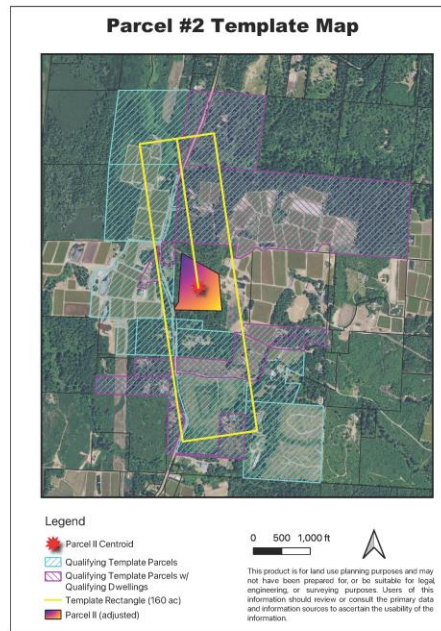 Parcel #2 Template Map
Legend
Parcel II Centroid
Qualifying Template Parcels
Qualifying Template Parcels w/
Qualifying Dwellings
Template Rectangle (160 ac)
Parcel II (adjusted)
0 500 1,000 ft
This product is for land use planning purposes and may
not have been prepared for, or be suitable for legal,
engineering, or surveying purposes. Users of this
information should review or consult the primary data
and information sources to ascertain the usability of the
information.